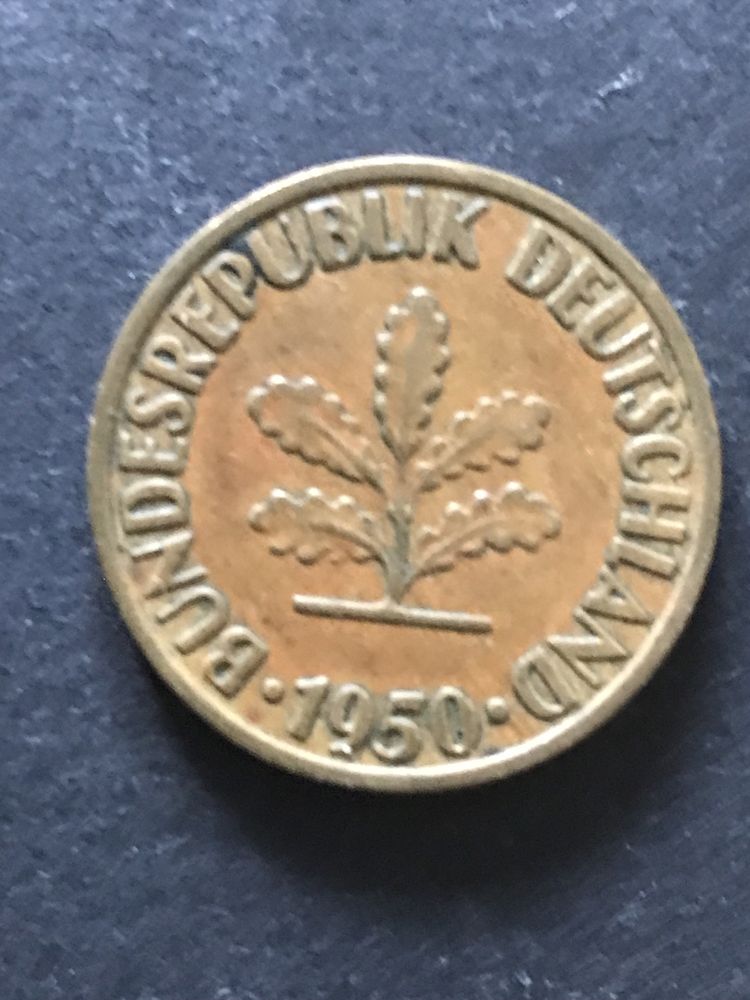 BUNDESREPUBLIK DEUTSCHLAND
· 1950 ·